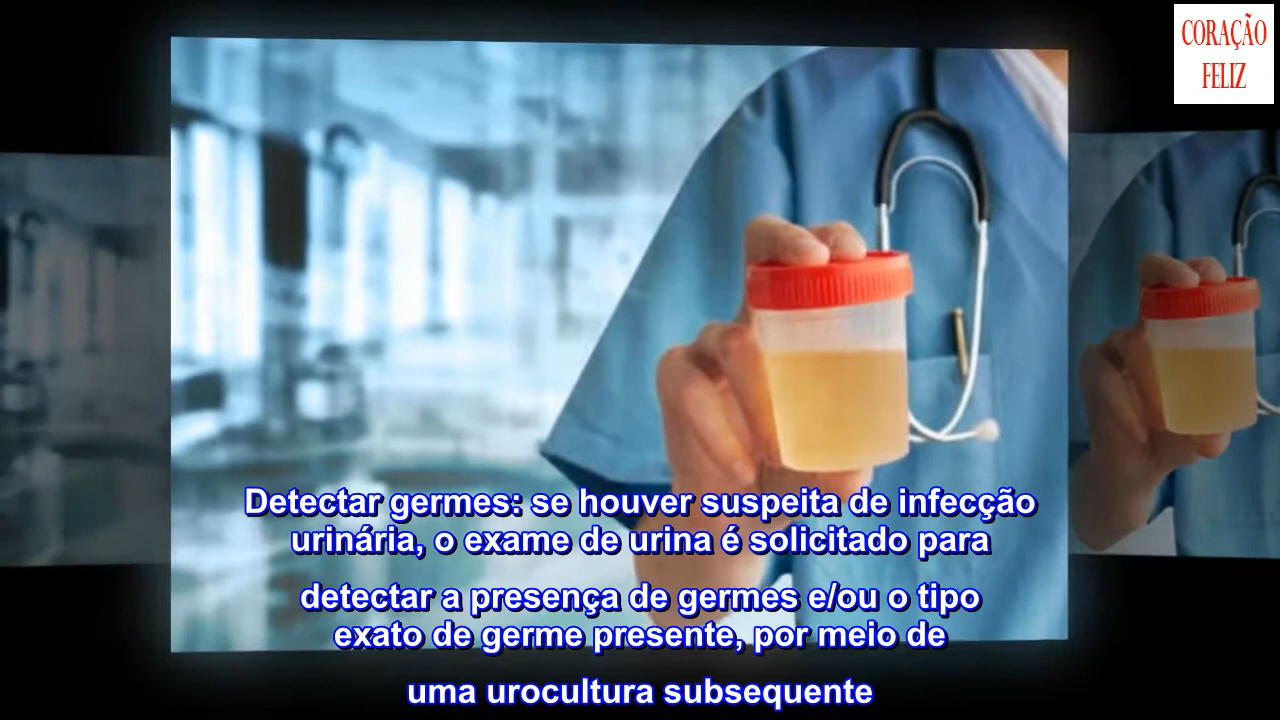 CORAÇÃO
FELIZ
Detectar germes: se houver suspeita de infecção
urinária, o exame de urina é solicitado para
detectar a presença de germes e/ou o tipo
exato de germe presente, por meio de
uma urocultura subsequente